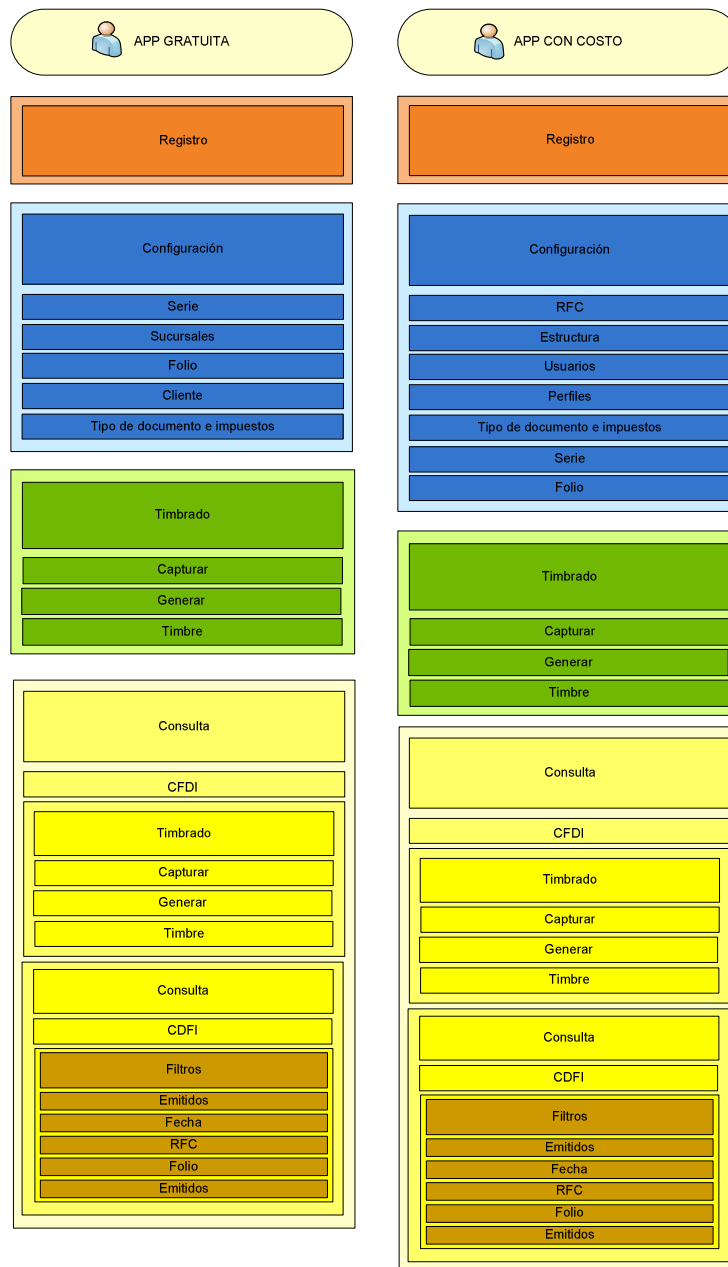 APP GRATUITA
Registro
Configuración
Serie
Sucursales
Folio
Cliente
Tipo de documento e impuestos
Timbrado
Capturar
Generar
Timbre
Consulta
CFDI
Timbrado
Capturar
Generar
Timbre
Consulta
CDFI
Filtros
Emitidos
Fecha
RFC
Folio
Emitidos
APP CON COSTO
Registro
Configuración
RFC
Estructura
Usuarios
Perfiles
Tipo de documento e impuestos
Serie
Folio
Timbrado
Capturar
Generar
Timbre
Consulta
CFDI
Timbrado
Capturar
Generar
Timbre
Consulta
CDFI
Filtros
Emitidos
Fecha
RFC
Folio
Emitidos